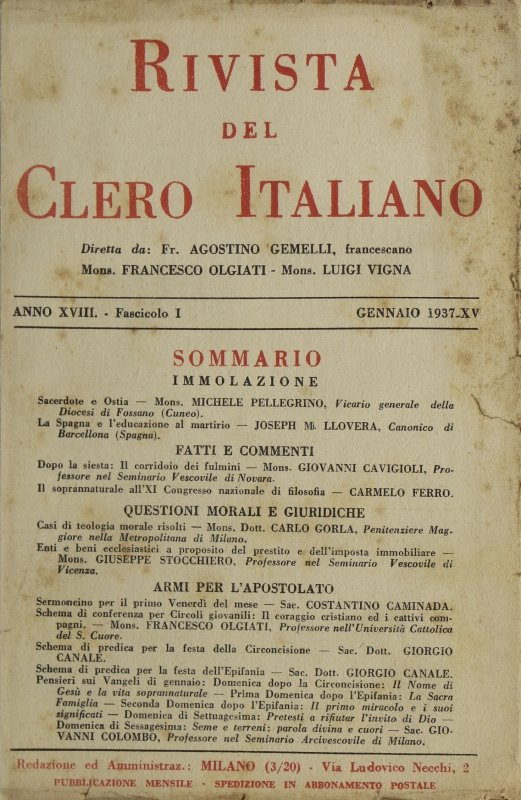 RIVISTA
DEL
CLERO ITALIANO
Diretta da: Fr. AGOSTINO GEMELLI, francescano
Mons. FRANCESCO OLGIATI - Mons. LUIGI VIGNA
ANNO XVIII. - Fascicolo I GENNAIO 1937-XV
SOMMARIO
IMMOLAZIONE
Sacerdote e Ostia — Mons. MICHELE PELLEGRINO, Vicario generale della
Diocesi di Fossano (Cuneo).
La Spagna e l'educazione al martirio — JOSEPH M. LLOVERA, Canonico di
Barcellona (Spagna).
FATTI E COMMENTI
Dopo la siesta: Il corridoio dei fulmini — Mons. GIOVANNI CAVIGIOLI, Pro-
fessore nel Seminario Vescovile di Novara.
Il soprannaturale all'XI Congresso nazionale di filosofia — CARMELO FERRO.
QUESTIONI MORALI E GIURIDICHE
Casi di teologia morale risolti — Mons. Dott. CARLO GORLA, Penitenziere Mag-
giore nella Metropolitana di Milano.
Enti e beni ecclesiastici a proposito del prestito e dell'imposta immobiliare —
Mons. GIUSEPPE STOCCHIERO, Professore nel Seminario Vescovile di
Vicenza.
ARMI PER L'APOSTOLATO
Sermoncino per il primo Venerdì del mese — Sac. COSTANTINO CAMINADA.
Schema di conferenza per Circoli giovanili: Il coraggio cristiano ed i cattivi com-
pagni. — Mons. FRANCESCO OLGIATI, Professore nell'Università Cattolica
del S. Cuore.
Schema di predica per la festa della Circoncisione — Sac. Dott. GIORGIO
CANALE.
Schema di predica per la festa dell'Epifania — Sac. Dott. GIORGIO CANALE.
Pensieri sui Vangeli di gennaio: Domenica dopo la Circoncisione: Il Nome di
Gesù e la vita soprannaturale — Prima Domenica dopo l'Epifania: La Sacra
Famiglia — Seconda Domenica dopo l'Epifania: Il primo miracolo e i suoi
significati — Domenica di Settuagesima: Pretesti a rifiutar l'invito di Dio —
Domenica di Sessagesima: Seme e terreni: parola divina e cuori — Sac. GIO-
VANNI COLOMBO, Professore nel Seminario Arcivescovile di Milano.
Redazione ed Amministraz.: MILANO (3/20) - Via Ludovico Necchi, 2
PUBBLICAZIONE MENSILE - SPEDIZIONE IN ABBONAMENTO POSTALE